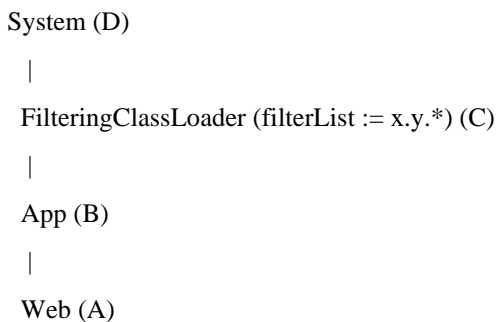 System (D)
|
FilteringClassLoader (filterList := x.y.*) (C)
|
App (B)
|
Web (A)